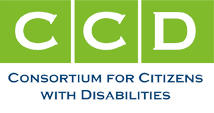 CCD
CONSORTIUM FOR CITIZENS
WITH DISABILITIES